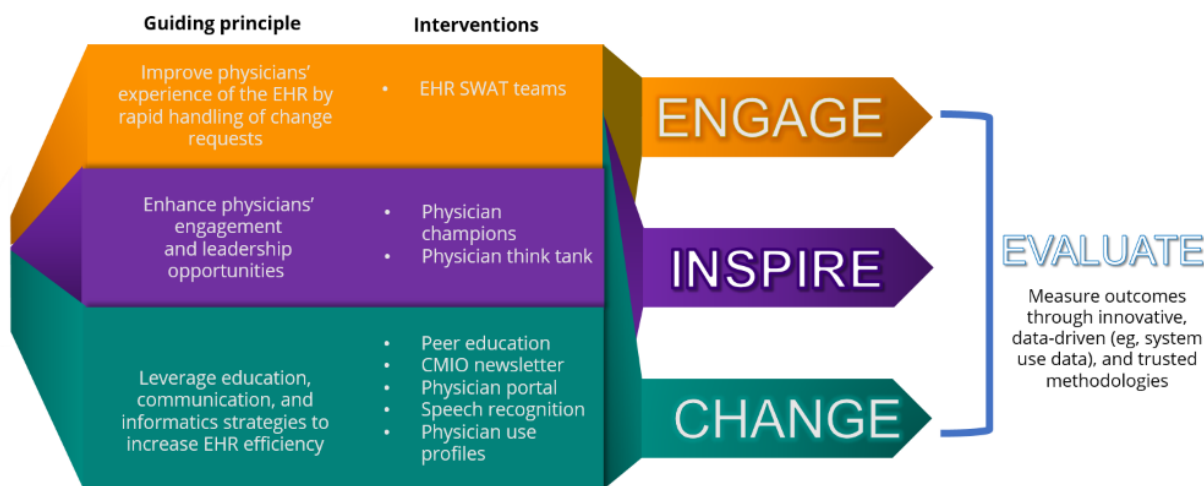 Guiding principle
Interventions
Improve physicians’
experience of the EHR by
rapid handling of change
requests
• EHR SWAT teams
ENGAGE
Enhance physicians’
engagement
and leadership
opportunities
• Physician
champions
• Physician think tank
INSPIRE
Leverage education,
communication, and
informatics strategies to
increase EHR efficiency
• Peer education
• CMIO newsletter
• Physician portal
• Speech recognition
• Physician use
profiles
CHANGE
EVALUATE
Measure outcomes
through innovative,
data-driven (eg, system
use data), and trusted
methodologies